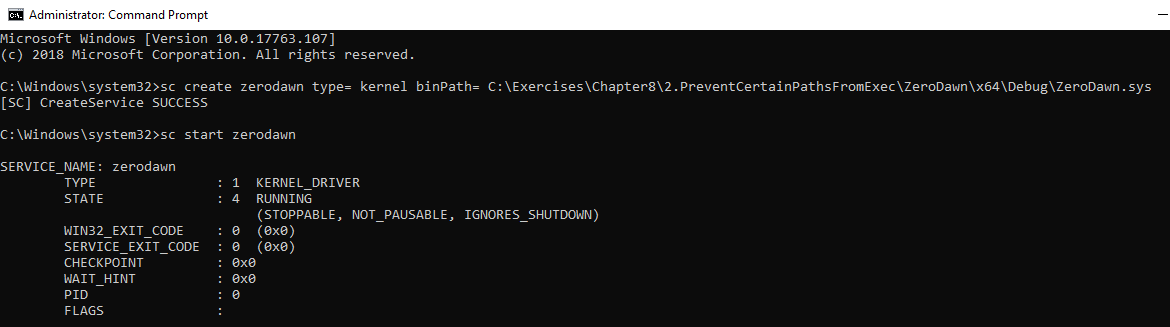 Administrator: Command Prompt
Microsoft Windows [Version 10.0.17763.107]
(c) 2018 Microsoft Corporation. All rights reserved.
C:\Windows\system32>sc create zerodawn type= kernel binPath= C:\Exercises\Chapter8\2.PreventCertainPathsFromExec\ZeroDawn\x64\Debug\ZeroDawn.sys
[SC] CreateService SUCCESS
C:\Windows\system32>sc start zerodawn
SERVICE_NAME: zerodawn
TYPE : 1 KERNEL_DRIVER
STATE : 4 RUNNING
(STOPPABLE, NOT_PAUSABLE, IGNORES_SHUTDOWN)
WIN32_EXIT_CODE : 0 (0x0)
SERVICE_EXIT_CODE : 0 (0x0)
CHECKPOINT : 0x0
WAIT_HINT : 0x0
PID : 0
FLAGS :